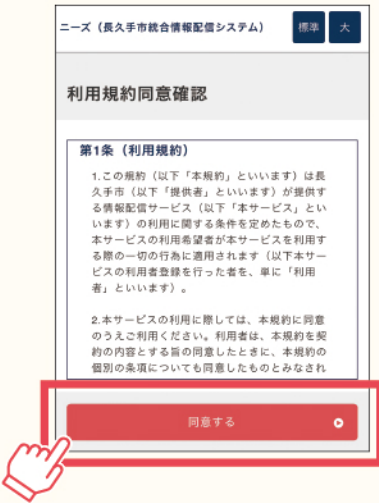 ニーズ（長久手市統合情報配信システム）
標準 大
利用規約同意確認
第1条（利用規約）
1.この規約（以下「本規約」といいます）は長
久手市（以下「提供者」といいます）が提供す
る情報配信サービス（以下「本サービス」とい
います）の利用に関する条件を定めたもので、
本サービスの利用希望者が本サービスを利用す
る際の一切の行為に適用されます（以下本サー
ビスの利用者登録を行った者を、単に「利用
者」といいます）。
2.本サービスの利用に際しては、本規約に同意
のうえご利用ください。利用者は、本規約を契
約の内容とする旨の同意したときに、本規約の
個別の条項についても同意したものとみなされ
同意する